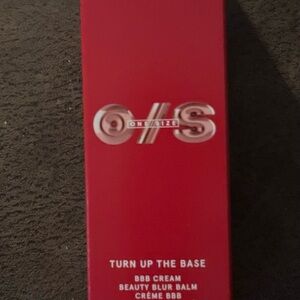 O//S
ONE/SIZE
TURN UP THE BASE
BBB CREAM
BEAUTY BLUR BALM
CRÈME BBB